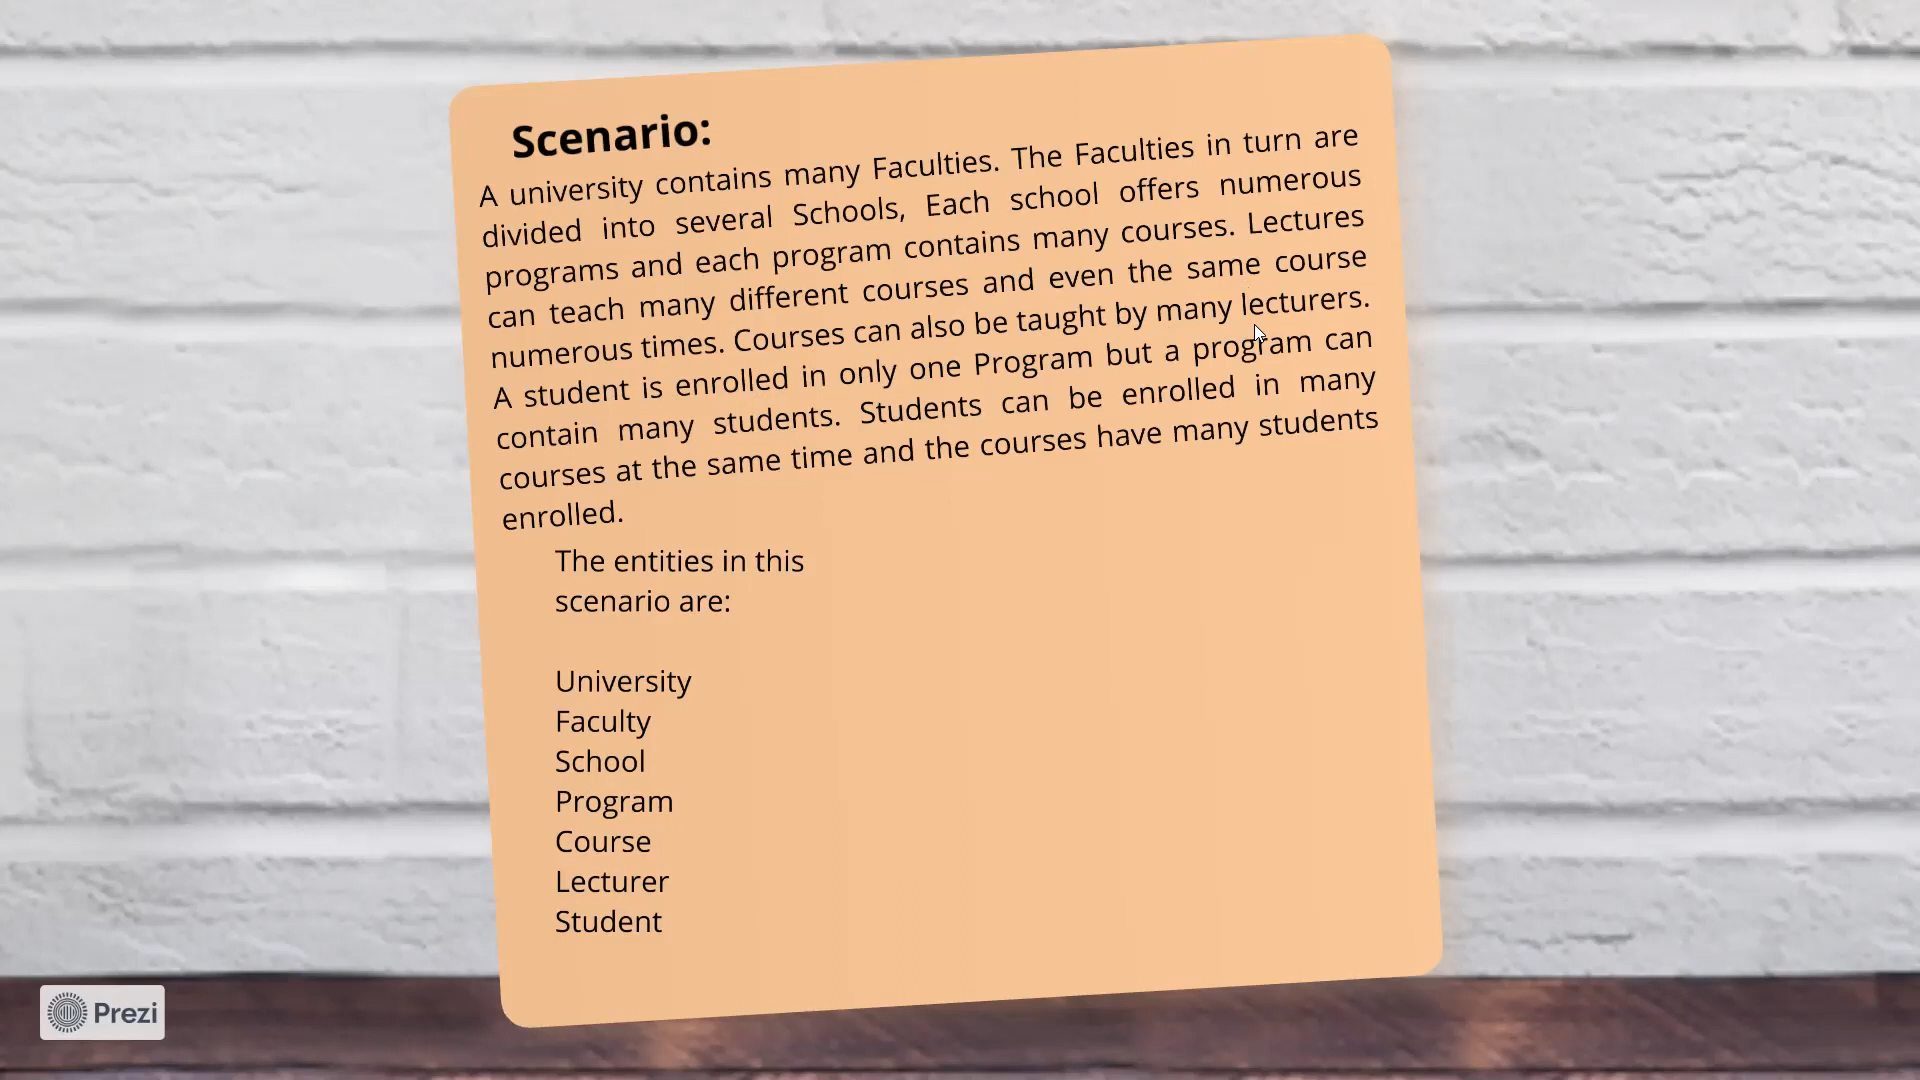 Scenario:
A university contains many Faculties. The Faculties in turn are
divided into several Schools, Each school offers numerous
programs and each program contains many courses. Lectures
can teach many different courses and even the same course
numerous times. Courses can also be taught by many lecturers.
A student is enrolled in only one Program but a program can
contain many students. Students can be enrolled in many
courses at the same time and the courses have many students
enrolled.
The entities in this
scenario are:
University
Faculty
School
Program
Course
Lecturer
Student
Prezi